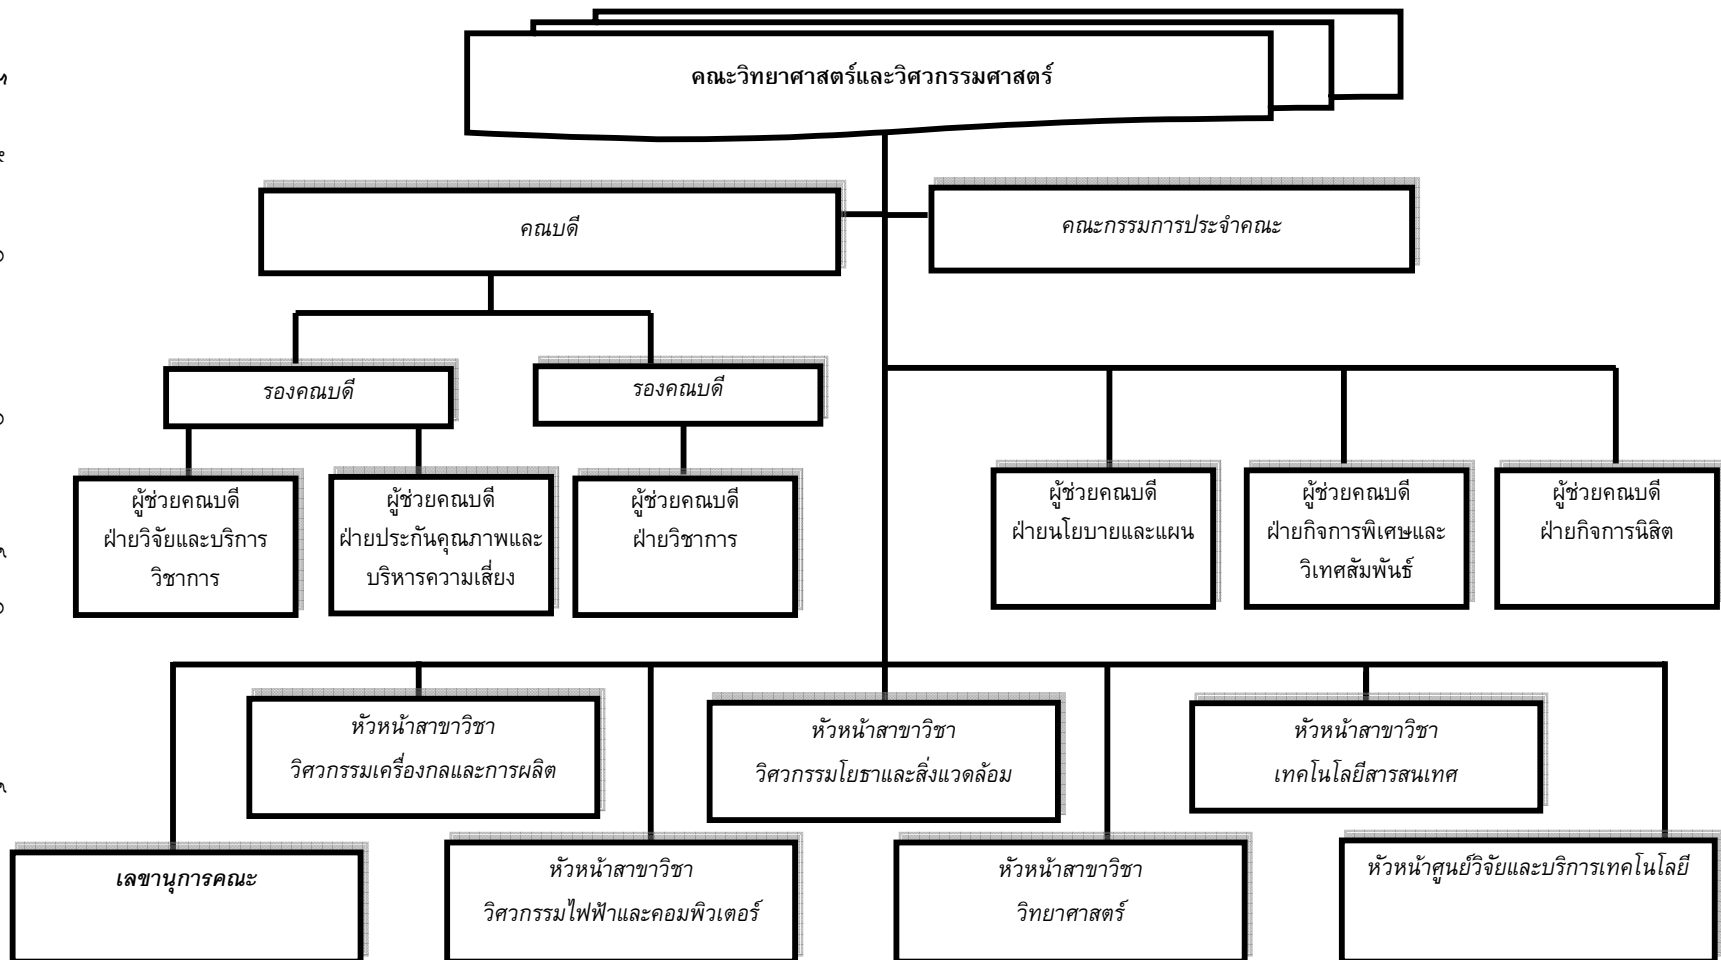 คณะวิทยาศาสตร์และวิศวกรรมศาสตร์
คณบดี
คณะกรรมการประจำคณะ
รองคณบดี
รองคณบดี
ผู้ช่วยคณบดี
ฝ่ายวิจัยและบริการ
วิชาการ
ผู้ช่วยคณบดี
ฝ่ายประกันคุณภาพและ
บริหารความเสี่ยง
ผู้ช่วยคณบดี
ฝ่ายวิชาการ
ผู้ช่วยคณบดี
ฝ่ายนโยบายและแผน
ผู้ช่วยคณบดี
ฝ่ายกิจการพิเศษและ
วิเทศสัมพันธ์
ผู้ช่วยคณบดี
ฝ่ายกิจการนิสิต
หัวหน้าสาขาวิชา
วิศวกรรมเครื่องกลและการผลิต
หัวหน้าสาขาวิชา
วิศวกรรมโยธาและสิ่งแวดล้อม
หัวหน้าสาขาวิชา
เทคโนโลยีสารสนเทศ
เลขานุการคณะ
หัวหน้าสาขาวิชา
วิศวกรรมไฟฟ้าและคอมพิวเตอร์
หัวหน้าสาขาวิชา
วิทยาศาสตร์
หัวหน้าศูนย์วิจัยและบริการเทคโนโลยี